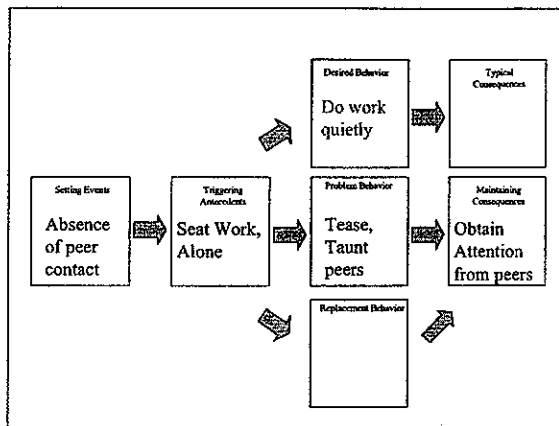 Desired Behavior
Do work
quietly
Typical
Consequences
Setting Events
Absence
of peer
contact
Triggering
Antecedents
Seat Work,
Alone
Problem Behavior
Tease,
Taunt
peers
Maintaining
Consequences
Obtain
Attention
from peers
Replacement Behavior